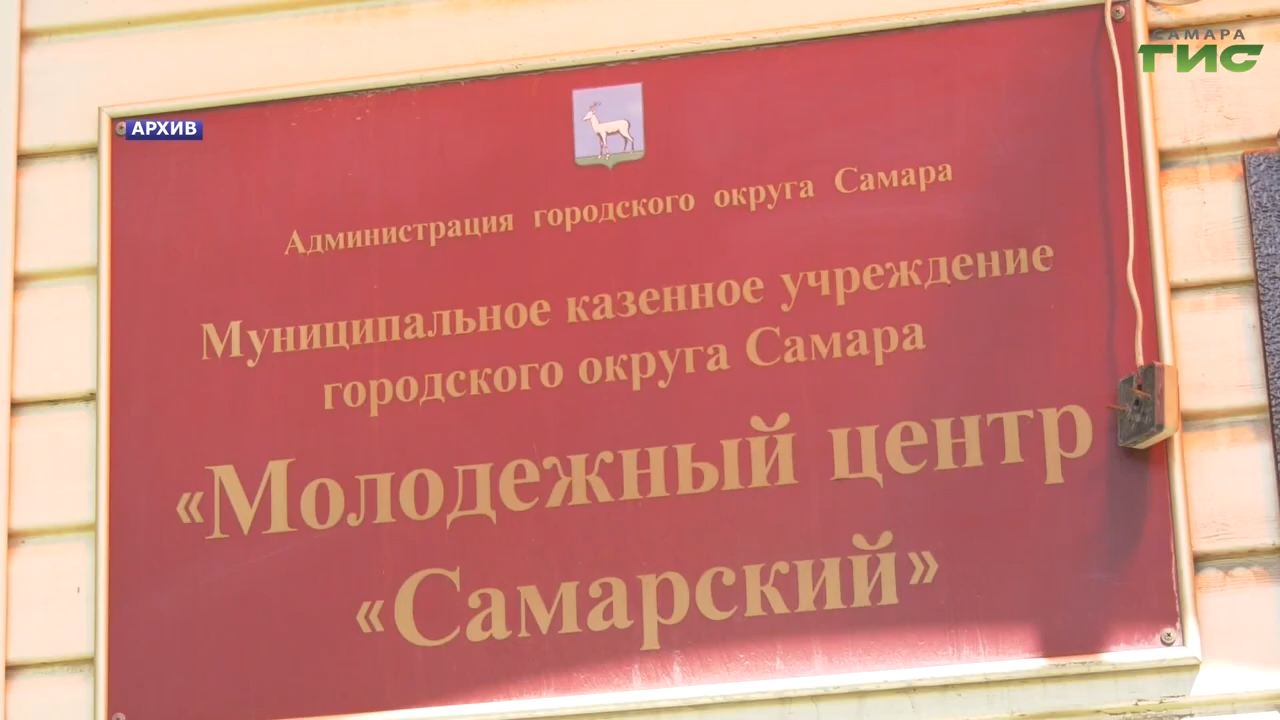 САМАРА
ГИС
АРХИВ
Администрация городского округа Самара
Муниципальное казенное учреждение
городского округа Самара
«Молодежный центр
«Самарский»